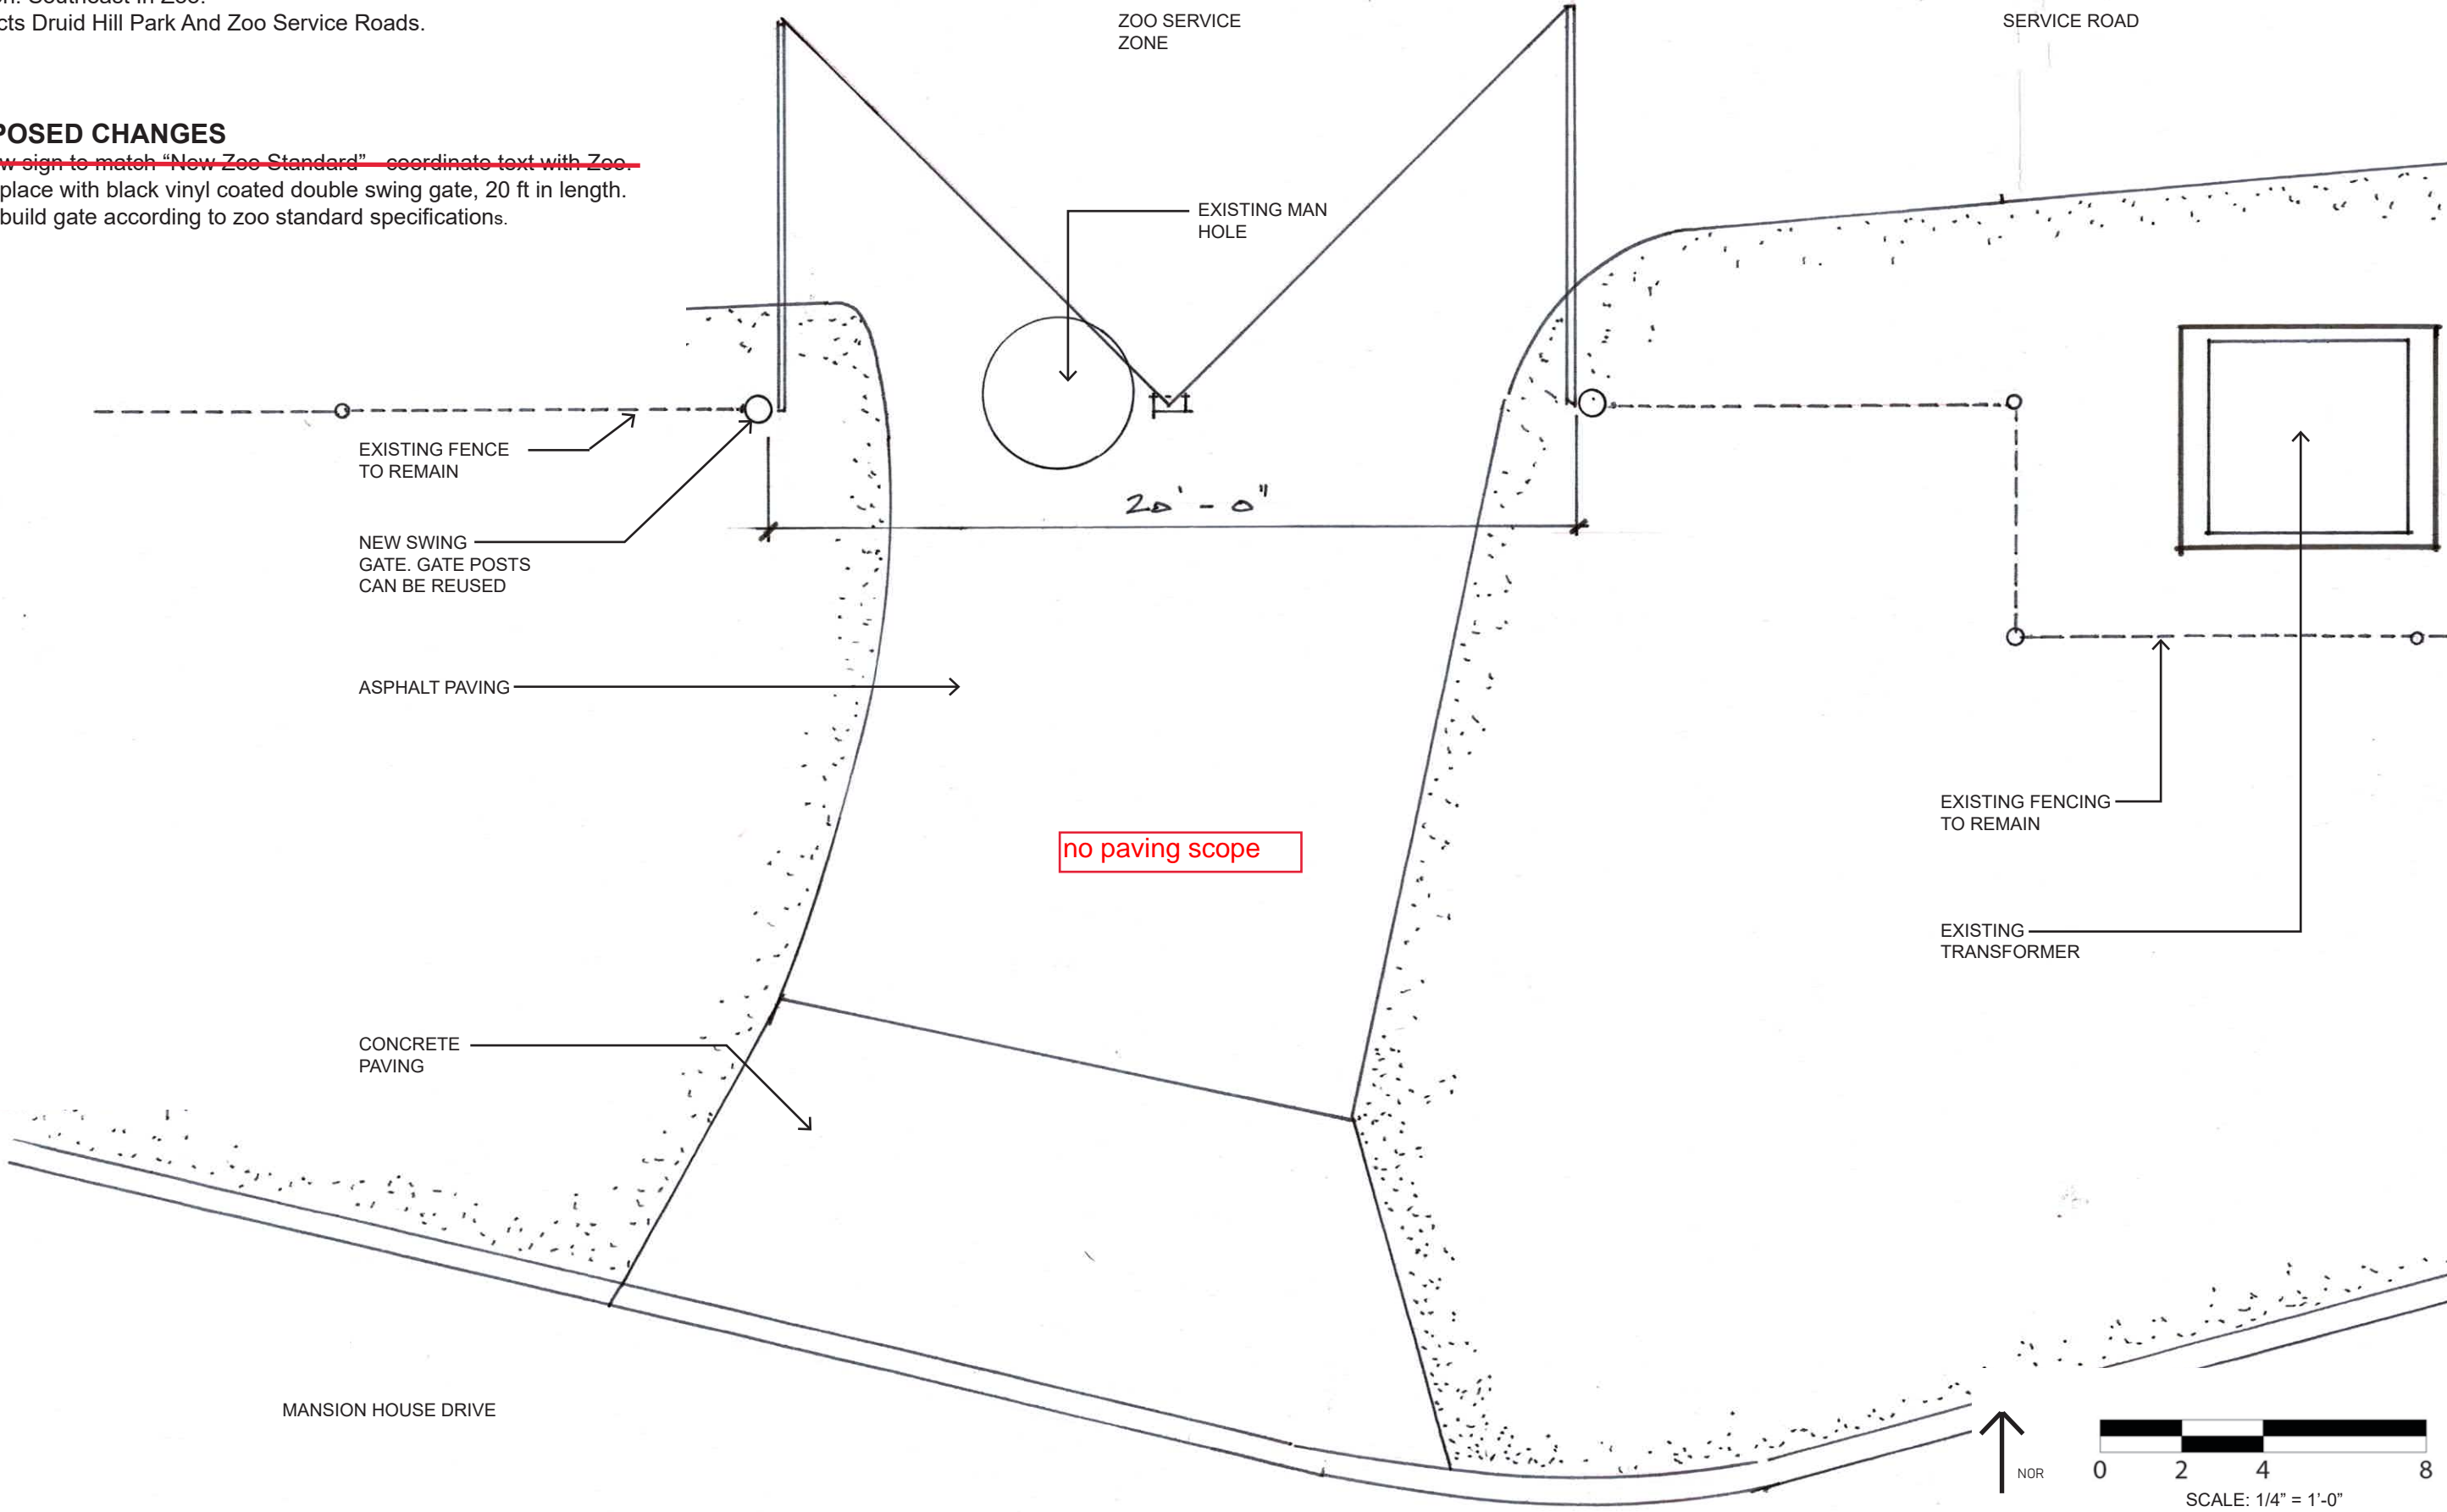 on: Southeast In Zoo.
cts Druid Hill Park And Zoo Service Roads.
POSED CHANGES
w sign to match “New Zoo Standard” - coordinate text with Zoo.
place with black vinyl coated double swing gate, 20 ft in length.
build gate according to zoo standard specifications.
ZOO SERVICE
ZONE
SERVICE ROAD
EXISTING MAN
HOLE
EXISTING FENCE
TO REMAIN
20' - 0"
NEW SWING
GATE. GATE POSTS
CAN BE REUSED
ASPHALT PAVING
no paving scope
EXISTING FENCING
TO REMAIN
EXISTING
TRANSFORMER
CONCRETE
PAVING
MANSION HOUSE DRIVE
NOR
0 2 4 8
SCALE: 1/4” = 1’-0”